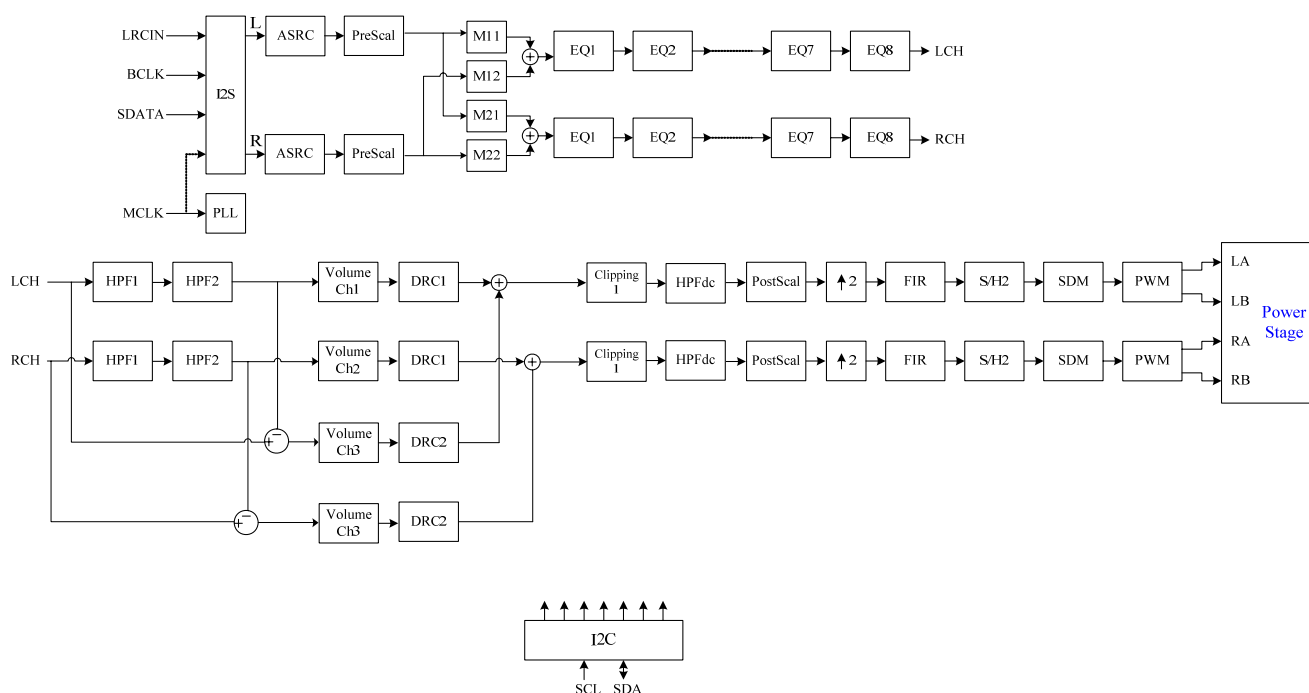 LRCIN
BCLK
SDATA
MCLK
I2S
PLL
L
ASRC
PreScal
M11
M12
+
EQ1
EQ2
EQ7
EQ8
LCH
R
ASRC
PreScal
M21
M22
+
EQ1
EQ2
EQ7
EQ8
RCH
LCH
HPF1
HPF2
Volume
Ch1
DRC1
+
Clipping
1
HPFdc
PostScal
↑2
FIR
S/H2
SDM
PWM
LA
LB
Power
Stage
RCH
HPF1
HPF2
Volume
Ch2
DRC1
+
Clipping
1
HPFdc
PostScal
↑2
FIR
S/H2
SDM
PWM
RA
RB
+ −
Volume
Ch3
DRC2
+ −
Volume
Ch3
DRC2
I2C
SCL
SDA